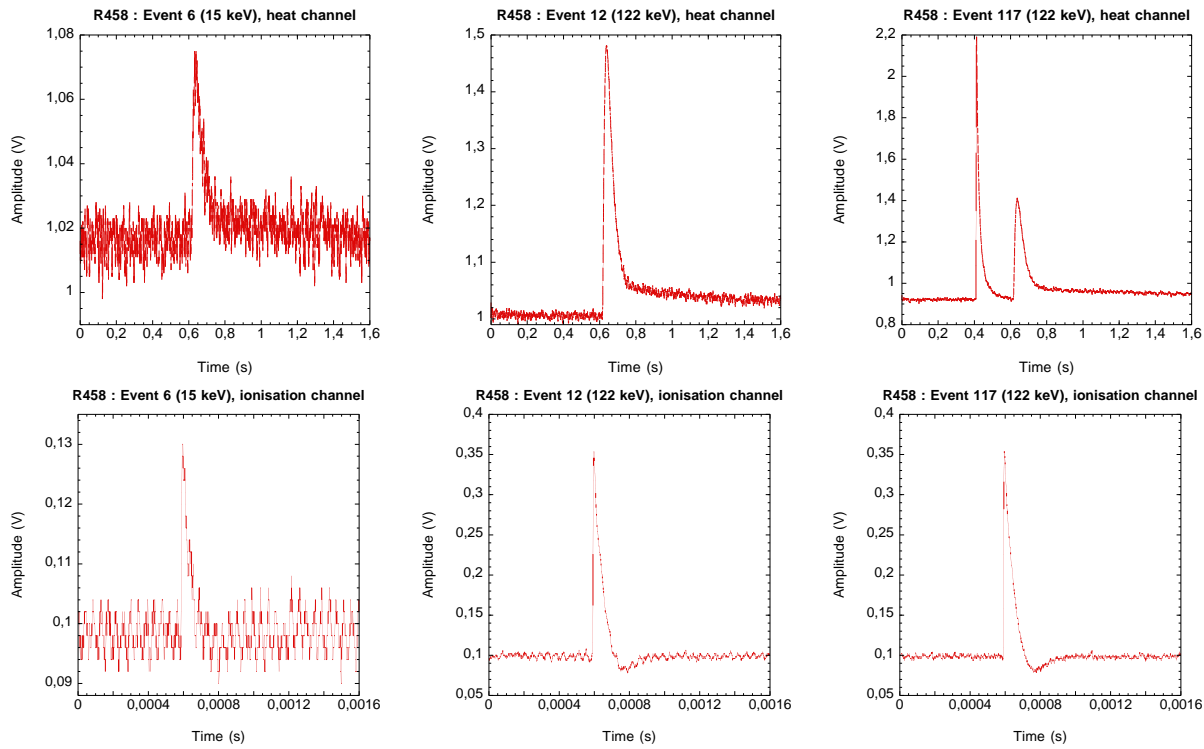 R458 : Event 6 (15 keV), heat channel
1,08
1,06
1,04
1,02
1
Amplitude (V)
0 0,2 0,4 0,6 0,8 1 1,2 1,4 1,6
Time (s)
R458 : Event 12 (122 keV), heat channel
1,5
1,4
1,3
1,2
1,1
1
Amplitude (V)
0 0,2 0,4 0,6 0,8 1 1,2 1,4 1,6
Time (s)
R458 : Event 117 (122 keV), heat channel
2,2
2
1,8
1,6
1,4
1,2
1
0,8
Amplitude (V)
0 0,2 0,4 0,6 0,8 1 1,2 1,4 1,6
Time (s)
R458 : Event 6 (15 keV), ionisation channel
0,13
0,12
0,11
0,1
0,09
Amplitude (V)
0 0,0004 0,0008 0,0012 0,0016
Time (s)
R458 : Event 12 (122 keV), ionisation channel
0,4
0,35
0,3
0,25
0,2
0,15
0,1
0,05
Amplitude (V)
0 0,0004 0,0008 0,0012 0,0016
Time (s)
R458 : Event 117 (122 keV), ionisation channel
0,4
0,35
0,3
0,25
0,2
0,15
0,1
0,05
Amplitude (V)
0 0,0004 0,0008 0,0012 0,0016
Time (s)